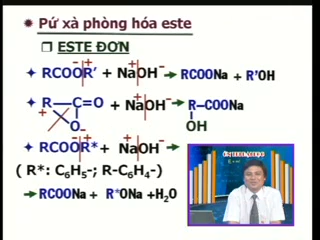 Pứ xà phòng hóa este
ESTE ĐƠN
RCOOR’ + NaOH → RCOONa + R’OH
R – C = O + NaOH → R–COONa
O OH
RCOOR* + NaOH →
( R*: C₆H₅-; R-C₆H₄-)
→ RCOONa + R*ONa +H₂O